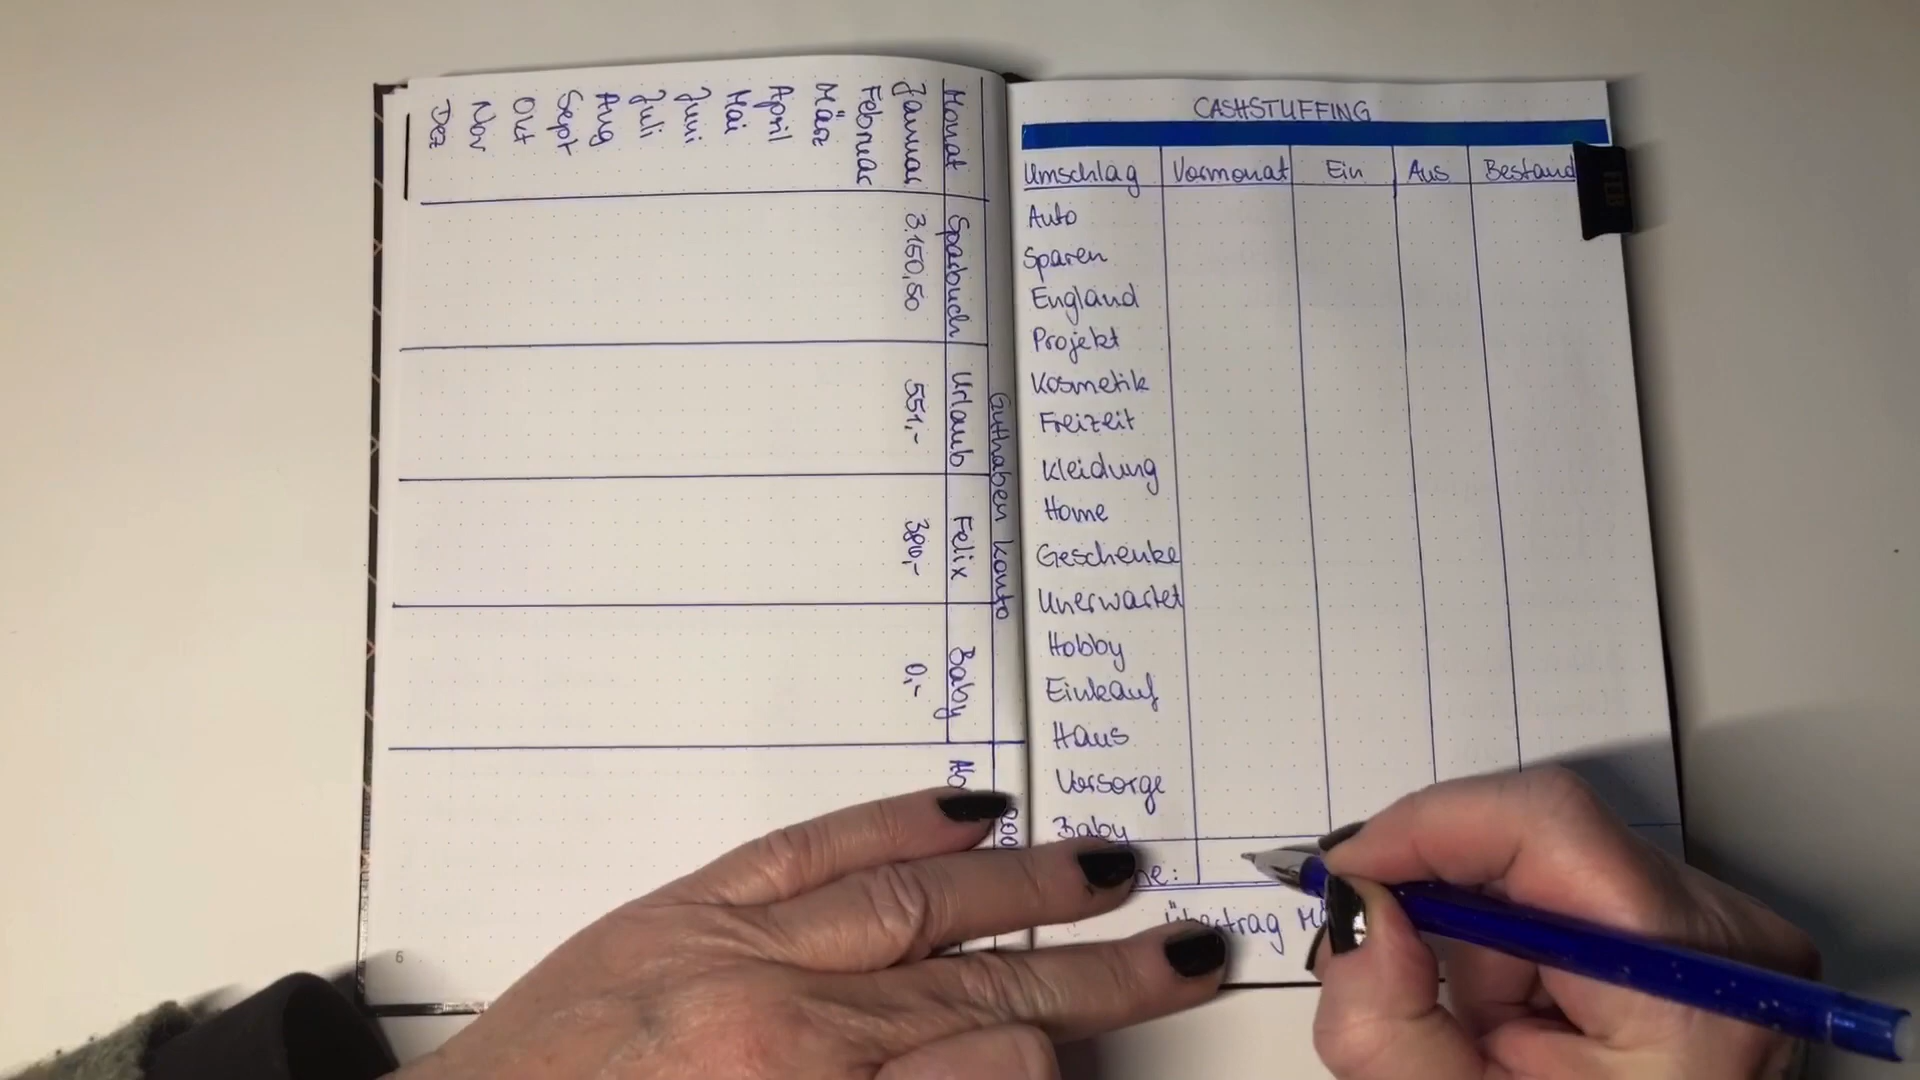 Guthaben Konto
Monat Sparbuch Urlaub Felix Baby
Januar 3.150,50 551,- 380,- 0,-
Februar
März
April
Mai
Juni
Juli
Aug
Sept
Okt
Nov
Dez
6
CASHSTUFFING
Umschlag Vormonat Ein Aus Bestand
FEB
Auto
Sparen
England
Projekt
Kosmetik
Freizeit
Kleidung
Home
Geschenke
Unerwartet
Hobby
Einkauf
Haus
Vorsorge
Baby
Übertrag